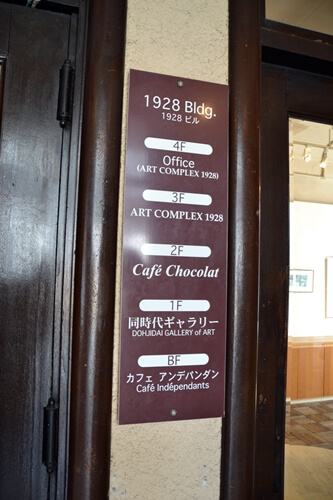 1928 Bldg.
1928 ビル
4F
Office
(ART COMPLEX 1928)
3F
ART COMPLEX 1928
2F
Café Chocolat
1F
同時代ギャラリー
DOHJIDAI GALLERY of ART
BF
カフェ アンデパンダン
Café Indépendants